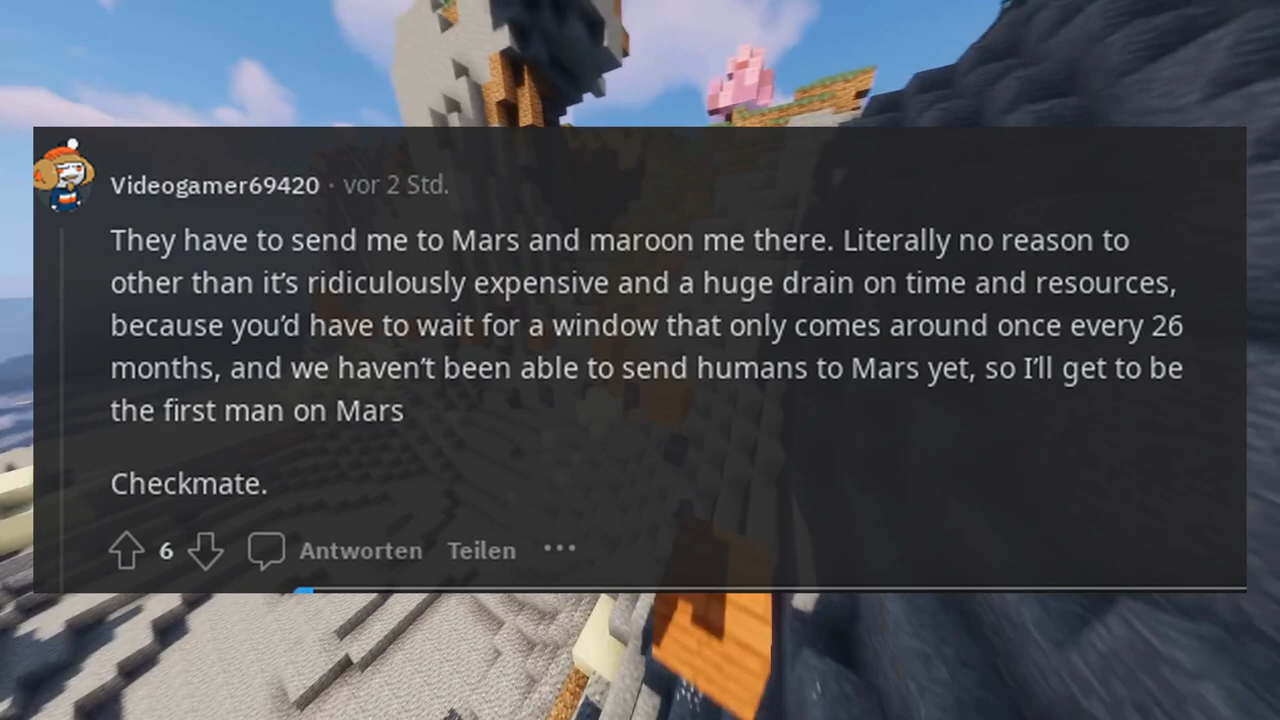 Videogamer69420 · vor 2 Std.
They have to send me to Mars and maroon me there. Literally no reason to
other than it’s ridiculously expensive and a huge drain on time and resources,
because you’d have to wait for a window that only comes around once every 26
months, and we haven’t been able to send humans to Mars yet, so I’ll get to be
the first man on Mars
Checkmate.
6 Antworten Teilen ···